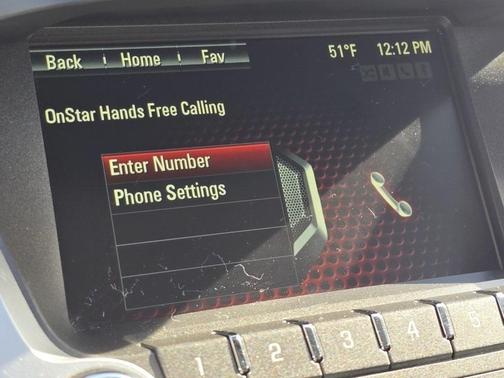 Back Home Fav 51°F 12:12 PM
OnStar Hands Free Calling
Enter Number
Phone Settings
1 2 3 4 5